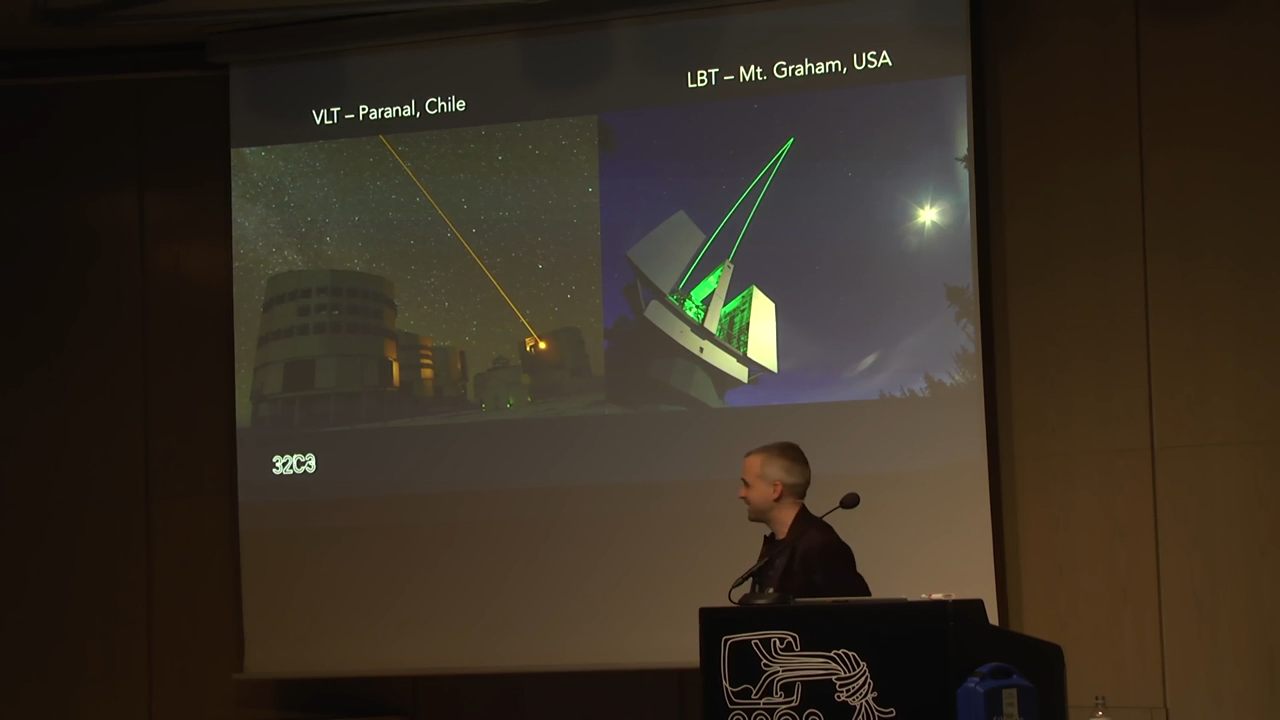 VLT – Paranal, Chile
LBT – Mt. Graham, USA
32C3